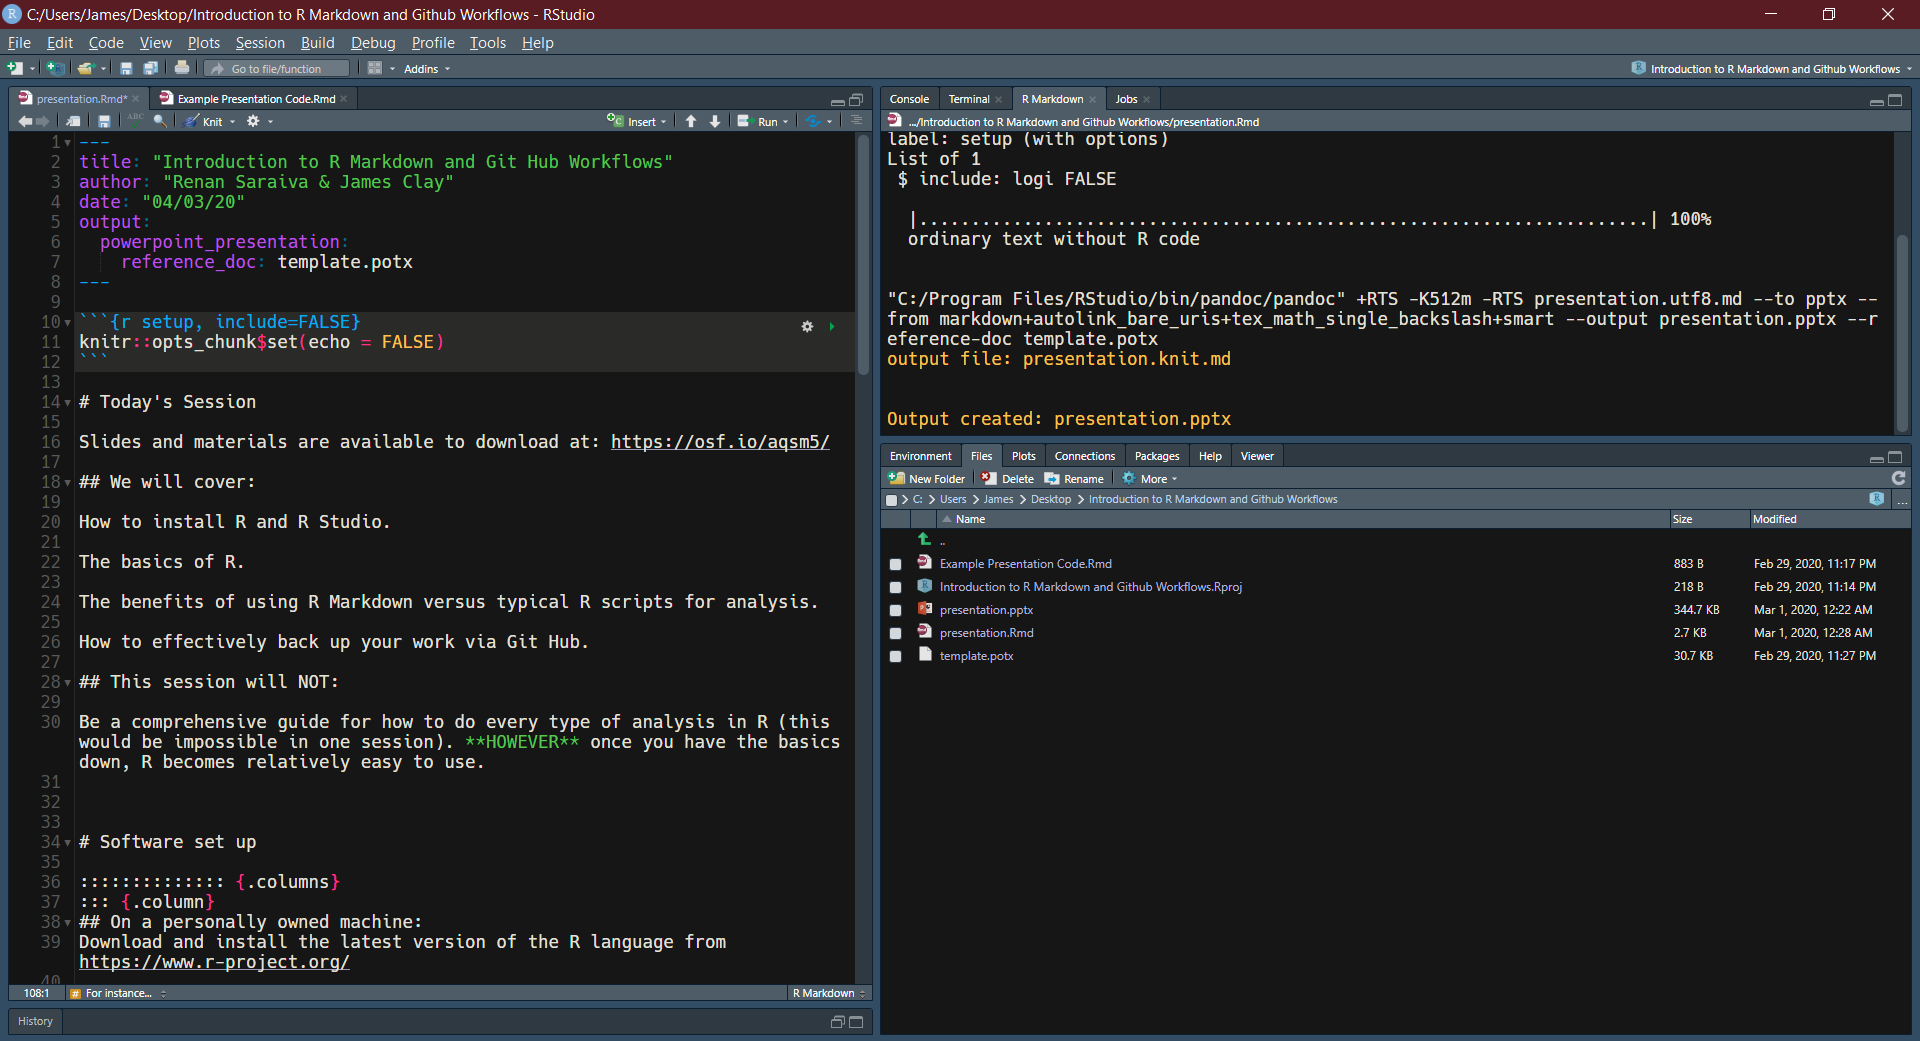 C:/Users/James/Desktop/Introduction to R Markdown and Github Workflows - RStudio
File Edit Code View Plots Session Build Debug Profile Tools Help
Go to file/function Addins Introduction to R Markdown and Github Workflows
presentation.Rmd* Example Presentation Code.Rmd
ABC Knit Insert Run
1 ---
2 title: "Introduction to R Markdown and Git Hub Workflows"
3 author: "Renan Saraiva & James Clay"
4 date: "04/03/20"
5 output:
6 powerpoint_presentation:
7 reference_doc: template.potx
8 ---
9
10 ```{r setup, include=FALSE}
11 knitr::opts_chunk$set(echo = FALSE)
12 ```
13
14 # Today's Session
15
16 Slides and materials are available to download at: https://osf.io/aqsm5/
17
18 ## We will cover:
19
20 How to install R and R Studio.
21
22 The basics of R.
23
24 The benefits of using R Markdown versus typical R scripts for analysis.
25
26 How to effectively back up your work via Git Hub.
27
28 ## This session will NOT:
29
30 Be a comprehensive guide for how to do every type of analysis in R (this
would be impossible in one session). **HOWEVER** once you have the basics
down, R becomes relatively easy to use.
31
32
33
34 # Software set up
35
36 :::::::::::::: {.columns}
37 ::: {.column}
38 ## On a personally owned machine:
39 Download and install the latest version of the R language from
https://www.r-project.org/
40
108:1 # For instance... R Markdown
History
Console Terminal R Markdown Jobs
.../Introduction to R Markdown and Github Workflows/presentation.Rmd
label: setup (with options)
List of 1
$ include: logi FALSE
|......................................................................| 100%
ordinary text without R code
"C:/Program Files/RStudio/bin/pandoc/pandoc" +RTS -K512m -RTS presentation.utf8.md --to pptx --
from markdown+autolink_bare_uris+tex_math_single_backslash+smart --output presentation.pptx --r
eference-doc template.potx
output file: presentation.knit.md
Output created: presentation.pptx
Environment Files Plots Connections Packages Help Viewer
New Folder Delete Rename More
C: > Users > James > Desktop > Introduction to R Markdown and Github Workflows ...
Name Size Modified
..
Example Presentation Code.Rmd 883 B Feb 29, 2020, 11:17 PM
Introduction to R Markdown and Github Workflows.Rproj 218 B Feb 29, 2020, 11:14 PM
presentation.pptx 344.7 KB Mar 1, 2020, 12:22 AM
presentation.Rmd 2.7 KB Mar 1, 2020, 12:28 AM
template.potx 30.7 KB Feb 29, 2020, 11:27 PM